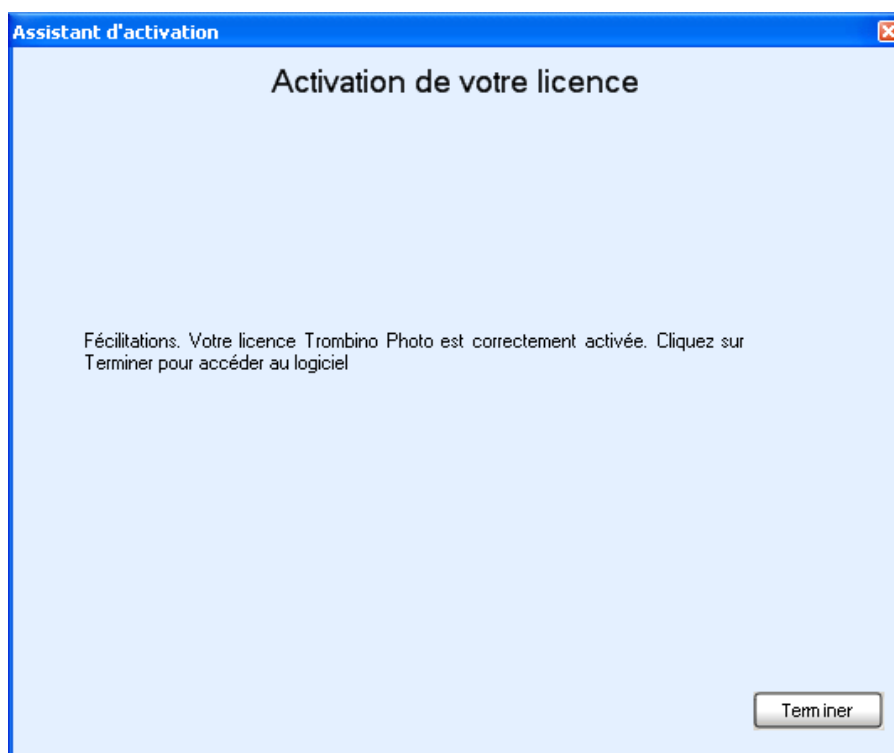 Assistant d'activation
Activation de votre licence
Fécilitations. Votre licence Trombino Photo est correctement activée. Cliquez sur
Terminer pour accéder au logiciel
Terminer